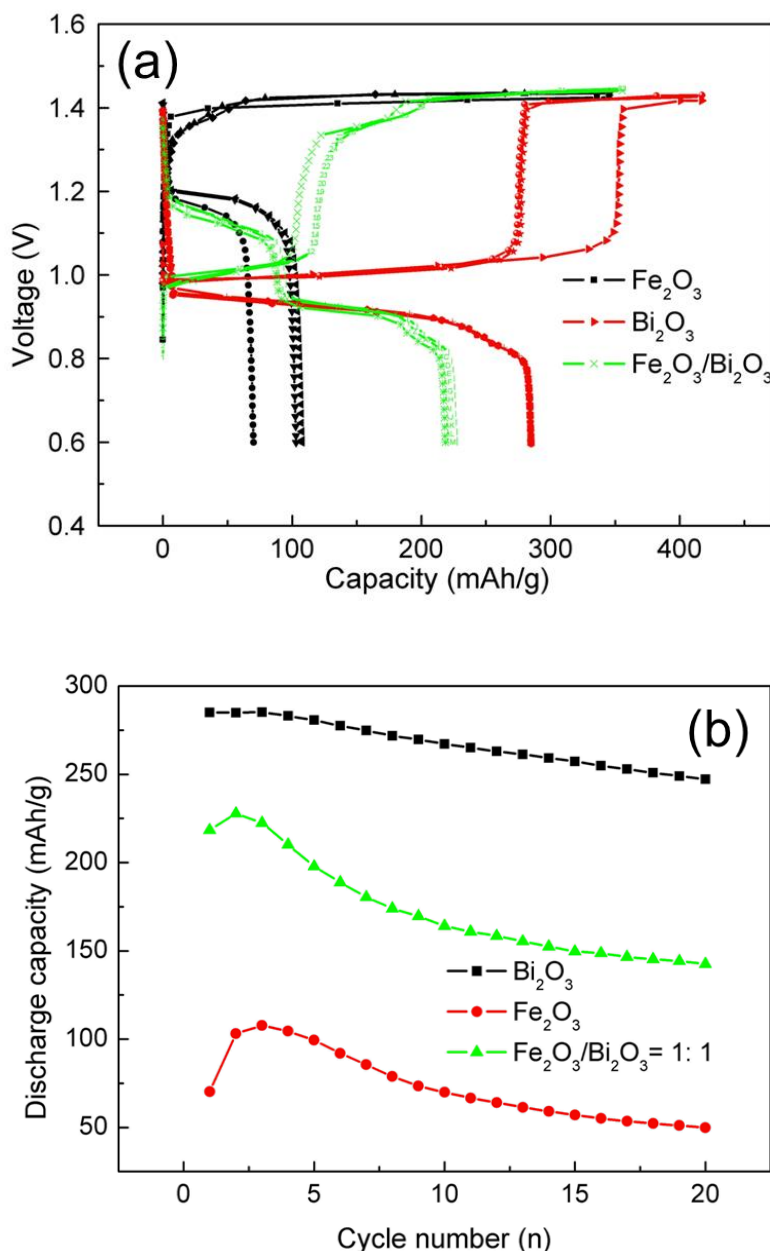 (a)
1.6
1.4
1.2
1.0
0.8
0.6
0.4
Voltage (V)
Fe₂O₃
Bi₂O₃
Fe₂O₃/Bi₂O₃
0 100 200 300 400
Capacity (mAh/g)
(b)
300
250
200
150
100
50
Discharge capacity (mAh/g)
Bi₂O₃
Fe₂O₃
Fe₂O₃/Bi₂O₃= 1: 1
0 5 10 15 20
Cycle number (n)